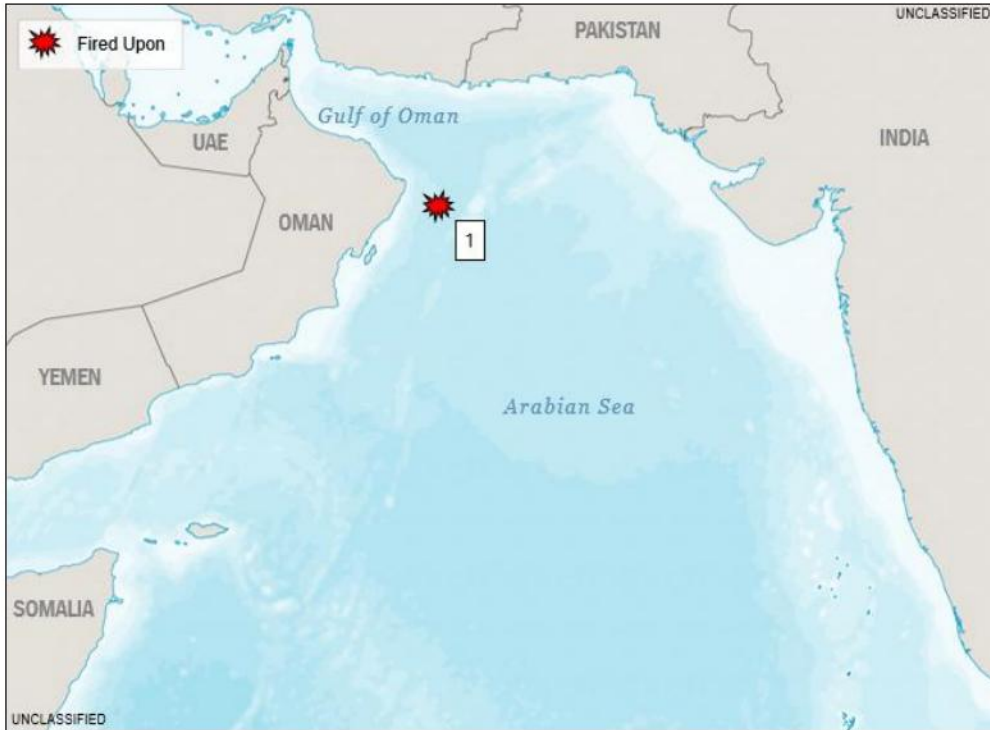 UNCLASSIFIED
Fired Upon
PAKISTAN
Gulf of Oman
UAE
INDIA
OMAN
1
YEMEN
Arabian Sea
SOMALIA
UNCLASSIFIED